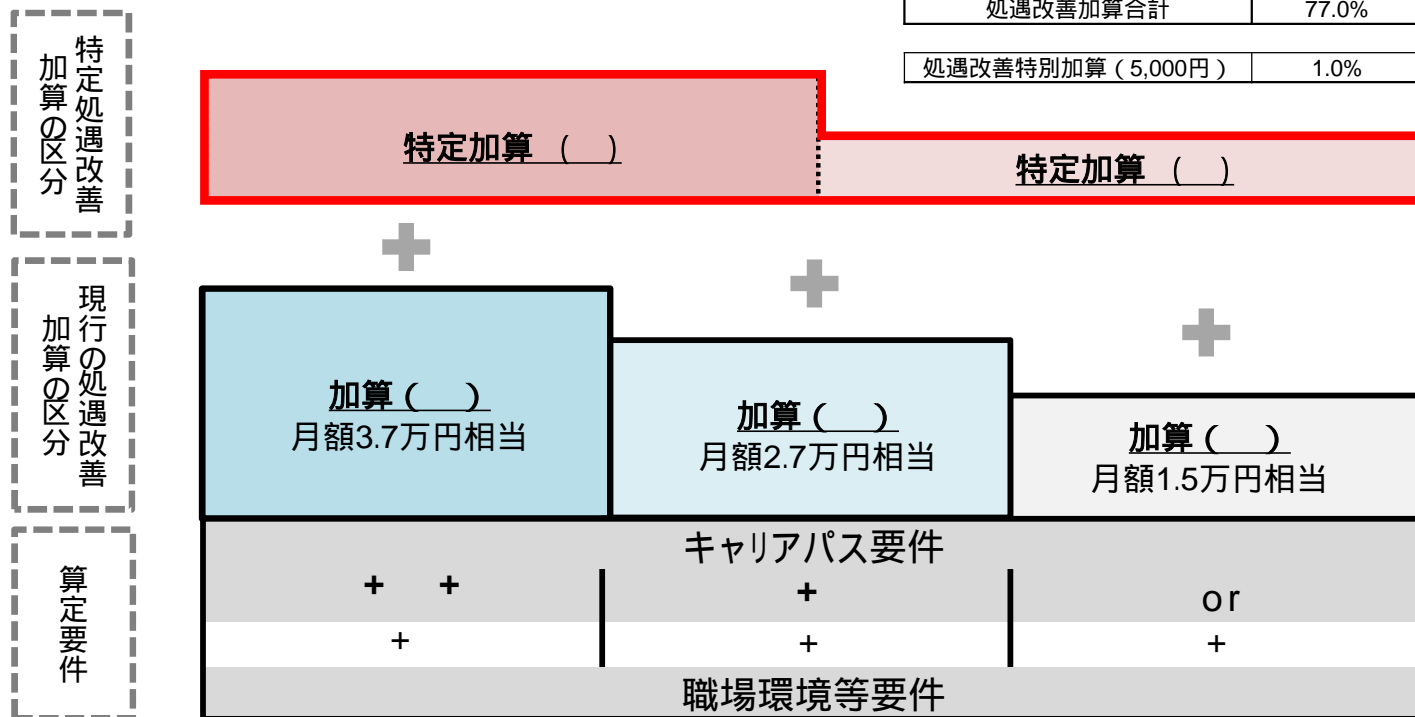 処遇改善加算合計 77.0%
処遇改善特別加算（5,000円） 1.0%
特定処遇改善
加算の区分
特定加算 (　)
特定加算 (　)
現行の処遇改善
加算の区分
加算（　）
月額3.7万円相当
加算（　）
月額2.7万円相当
加算（　）
月額1.5万円相当
算定要件
キャリアパス要件
+ +
+
or
+
+
+
職場環境等要件